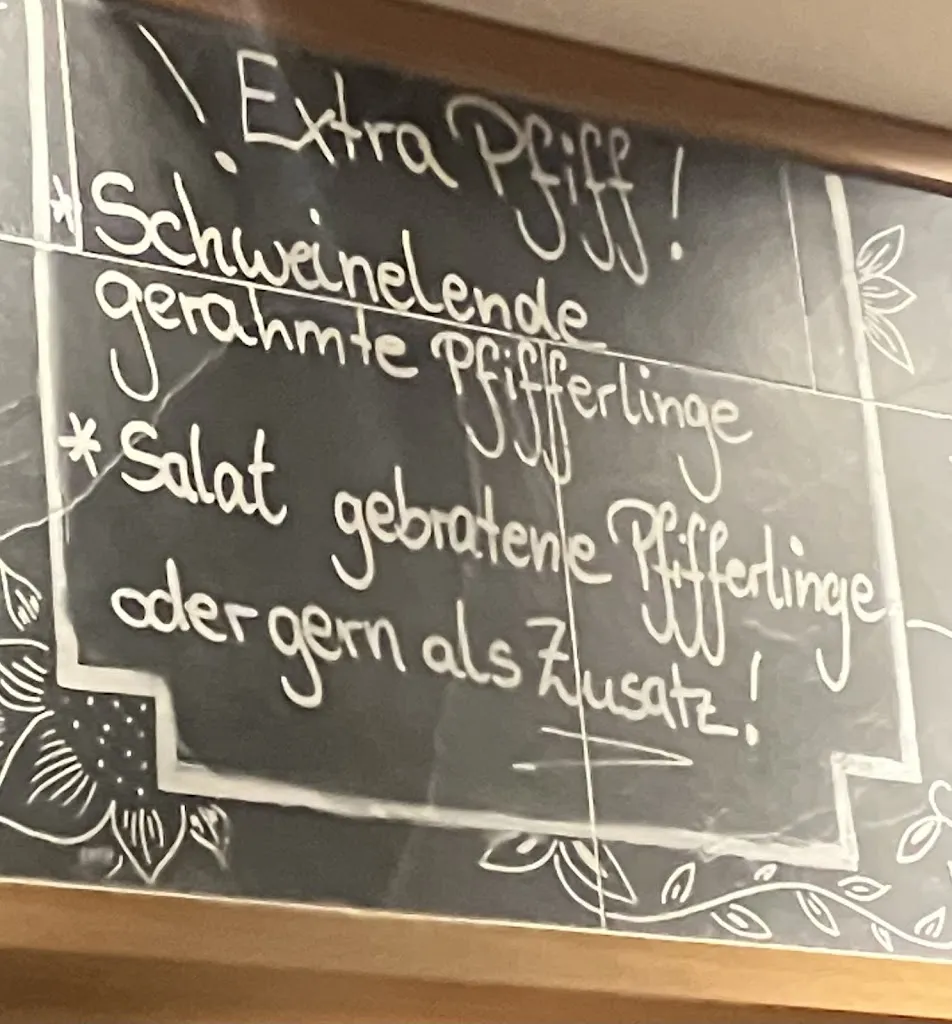 ! Extra Pfiff!
* Schweinelende
gerahmte Pfifferlinge
* Salat gebratene Pfifferlinge
oder gern als Zusatz!